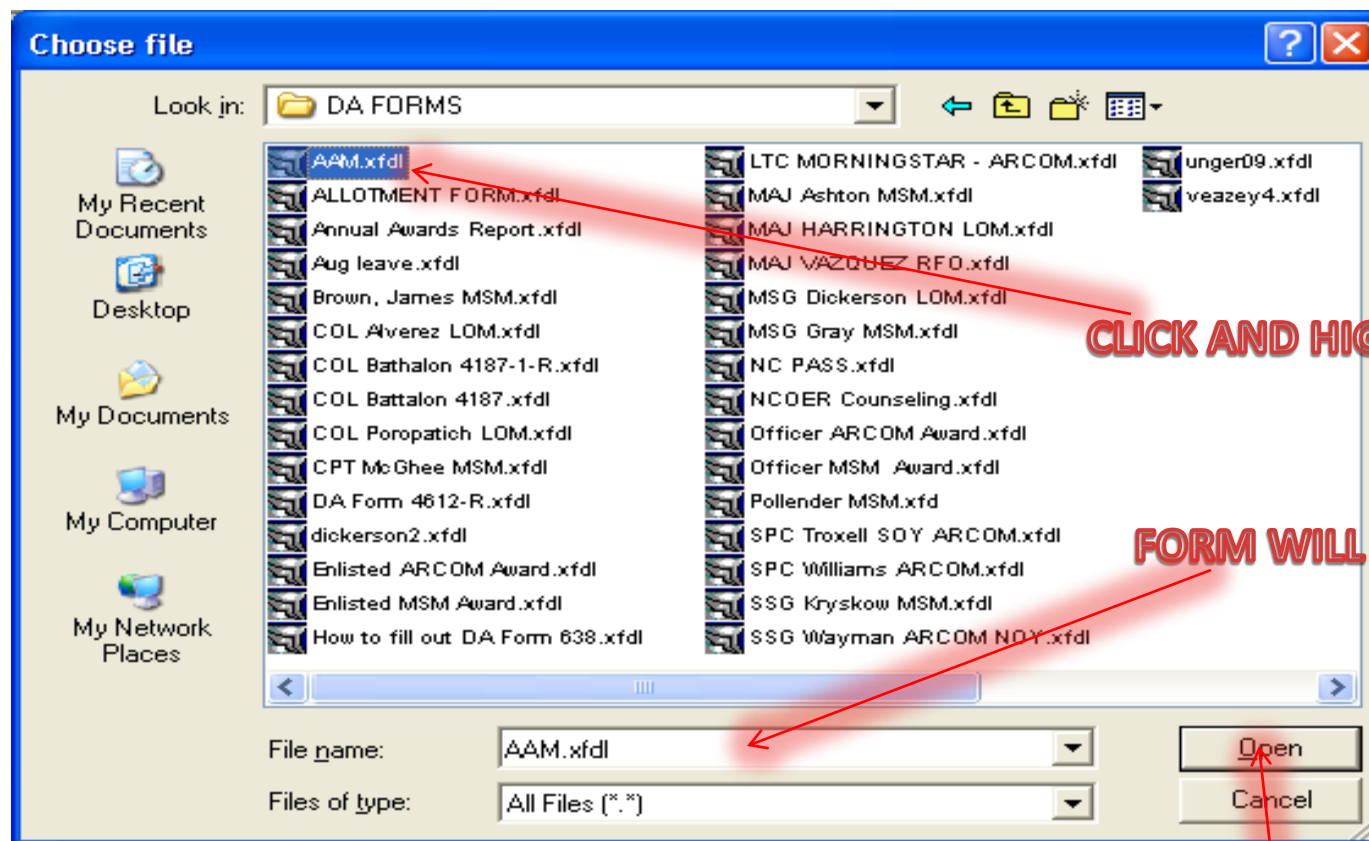 Choose file
Look in: DA FORMS
My Recent
Documents
Desktop
My Documents
My Computer
My Network
Places
AAM.xfdl
ALLOTMENT FORM.xfdl
Annual Awards Report.xfdl
Aug leave.xfdl
Brown, James MSM.xfdl
COL Alverez LOM.xfdl
COL Bathalon 4187-1-R.xfdl
COL Battalon 4187.xfdl
COL Poropatich LOM.xfdl
CPT McGhee MSM.xfdl
DA Form 4612-R.xfdl
dickerson2.xfdl
Enlisted ARCOM Award.xfdl
Enlisted MSM Award.xfdl
How to fill out DA Form 638.xfdl
LTC MORNINGSTAR - ARCOM.xfdl
MAJ Ashton MSM.xfdl
MAJ HARRINGTON LOM.xfdl
MAJ VAZQUEZ RFO.xfdl
MSG Dickerson LOM.xfdl
MSG Gray MSM.xfdl
NC PASS.xfdl
NCOER Counseling.xfdl
Officer ARCOM Award.xfdl
Officer MSM  Award.xfdl
Pollender MSM.xfd
SPC Troxell SOY ARCOM.xfdl
SPC Williams ARCOM.xfdl
SSG Kryskow MSM.xfdl
SSG Wayman ARCOM NOY.xfdl
unger09.xfdl
veazey4.xfdl
CLICK AND HIG
FORM WILL
File name: AAM.xfdl
Open
Files of type: All Files (*.*)
Cancel